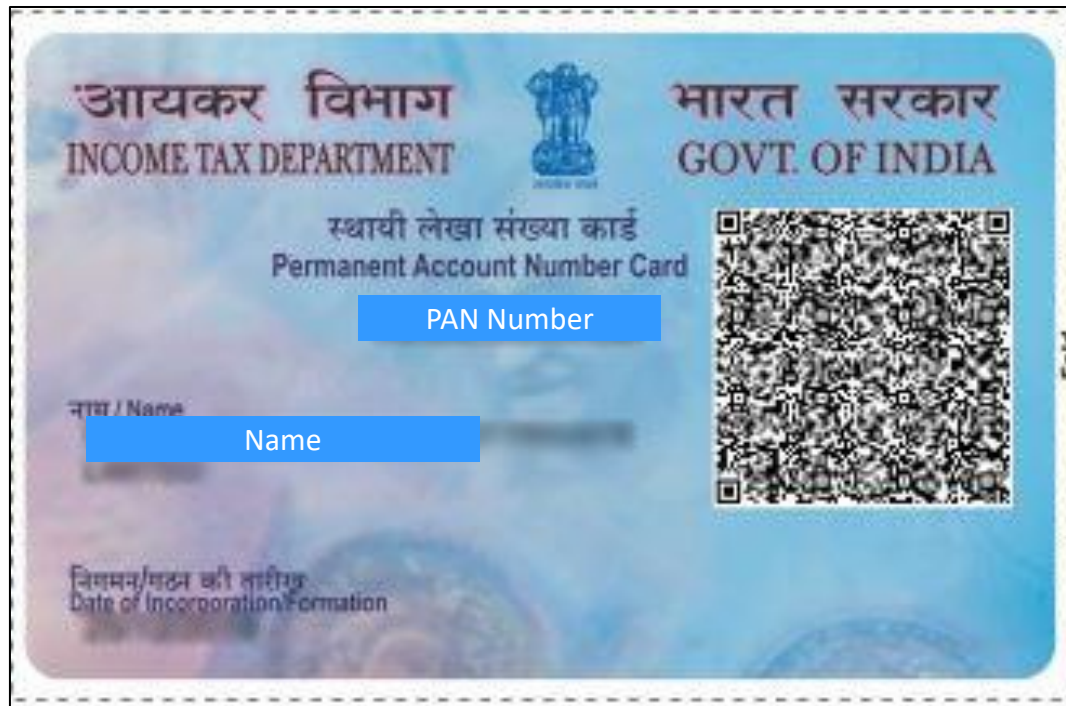 आयकर विभाग
INCOME TAX DEPARTMENT
भारत सरकार
GOVT. OF INDIA
स्थायी लेखा संख्या कार्ड
Permanent Account Number Card
PAN Number
नाम / Name
Name
निगमन/गठन की तारीख
Date of Incorporation/Formation